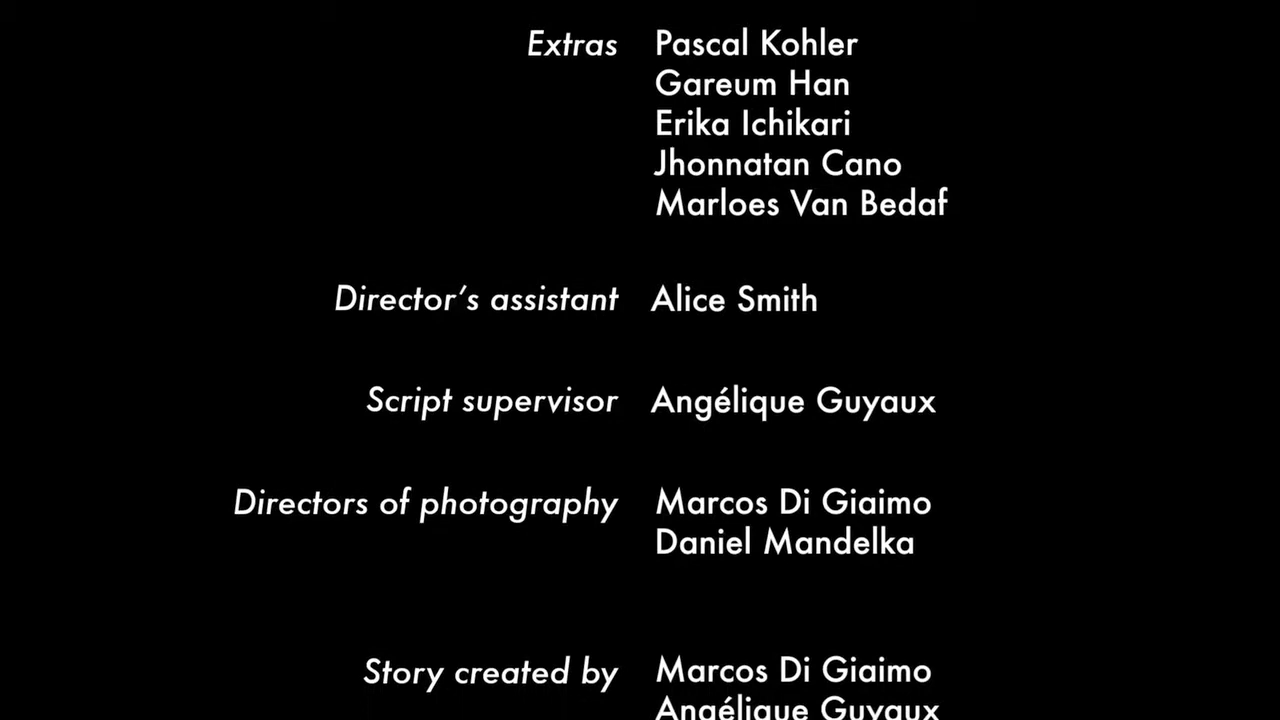 Extras Pascal Kohler
Gareum Han
Erika Ichikari
Jhonnatan Cano
Marloes Van Bedaf
Director's assistant Alice Smith
Script supervisor Angélique Guyaux
Directors of photography Marcos Di Giaimo
Daniel Mandelka
Story created by Marcos Di Giaimo
Angélique Guyaux